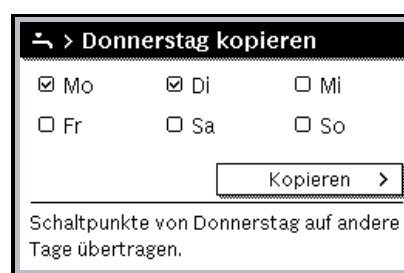 > Donnerstag kopieren
Mo Di Mi
Fr Sa So
Kopieren >
Schaltpunkte von Donnerstag auf andere
Tage übertragen.